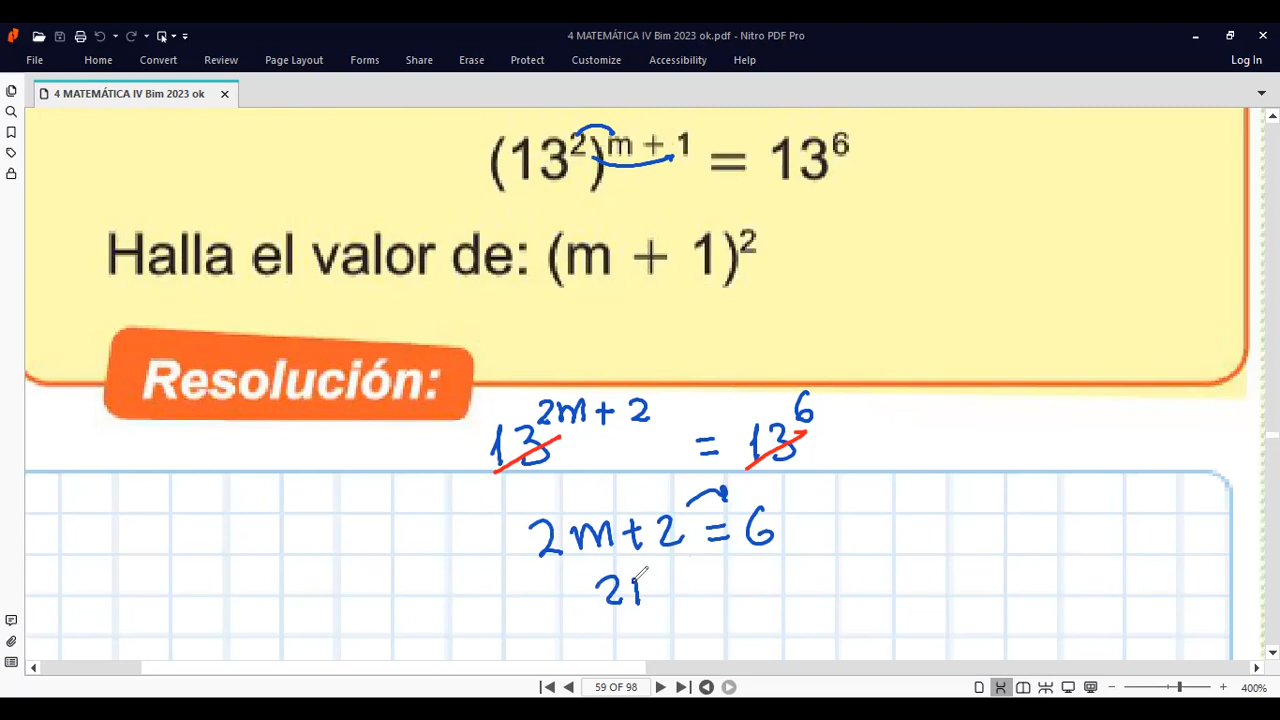 4 MATEMÁTICA IV Bim 2023 ok.pdf - Nitro PDF Pro
File Home Convert Review Page Layout Forms Share Erase Protect Customize Accessibility Help Log In
4 MATEMÁTICA IV Bim 2023 ok
(13²)ᵐ ⁺ ¹ = 13⁶
Halla el valor de: (m + 1)²
Resolución:
13²ᵐ⁺² = 13⁶
2m+2 = 6
59 OF 98
400%